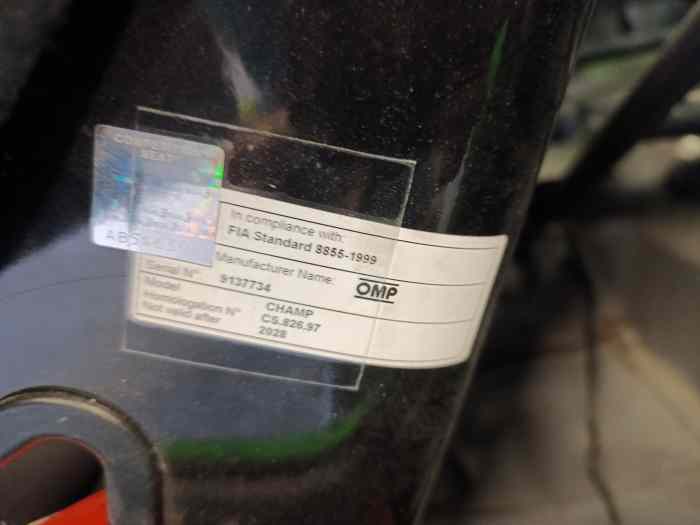 In compliance with:
FIA Standard 8855-1999
Manufacturer Name:
OMP
Serial N° 9137734
Model CHAMP
Homologation N° CS.826.97
Not valid after 2028